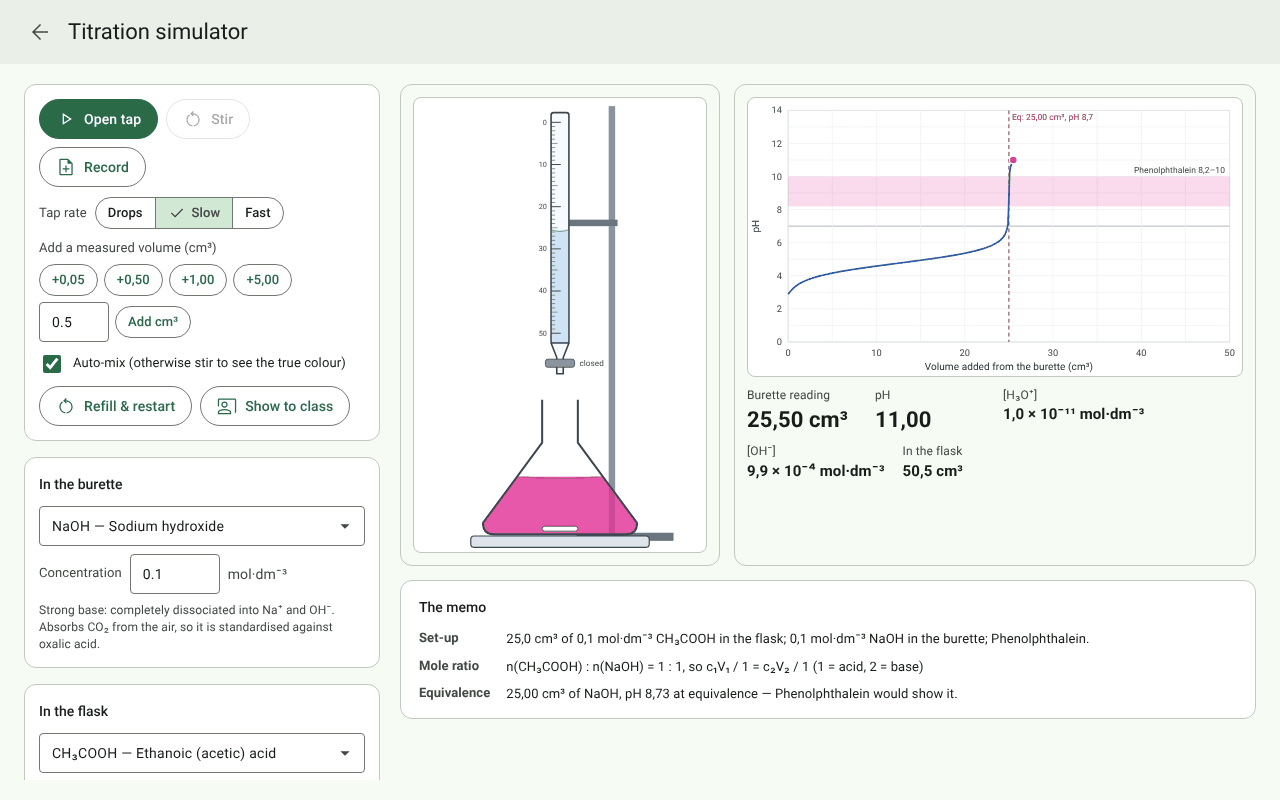 Titration simulator
Open tap
Stir
Record
Tap rate
Drops
Slow
Fast
Add a measured volume (cm³)
+0,05
+0,50
+1,00
+5,00
0.5
Add cm³
Auto-mix (otherwise stir to see the true colour)
Refill & restart
Show to class
In the burette
NaOH — Sodium hydroxide
Concentration
0.1
mol·dm⁻³
Strong base: completely dissociated into Na⁺ and OH⁻.
Absorbs CO₂ from the air, so it is standardised against
oxalic acid.
In the flask
CH₃COOH — Ethanoic (acetic) acid
0
10
20
30
40
50
closed
14
12
10
8
6
4
2
0
pH
Eq: 25,00 cm³, pH 8,7
Phenolphthalein 8,2–10
0
10
20
30
40
50
Volume added from the burette (cm³)
Burette reading
25,50 cm³
pH
11,00
[H₃O⁺]
1,0 × 10⁻¹¹ mol·dm⁻³
[OH⁻]
9,9 × 10⁻⁴ mol·dm⁻³
In the flask
50,5 cm³
The memo
Set-up
25,0 cm³ of 0,1 mol·dm⁻³ CH₃COOH in the flask; 0,1 mol·dm⁻³ NaOH in the burette; Phenolphthalein.
Mole ratio
n(CH₃COOH) : n(NaOH) = 1 : 1, so c₁V₁ / 1 = c₂V₂ / 1 (1 = acid, 2 = base)
Equivalence
25,00 cm³ of NaOH, pH 8,73 at equivalence — Phenolphthalein would show it.